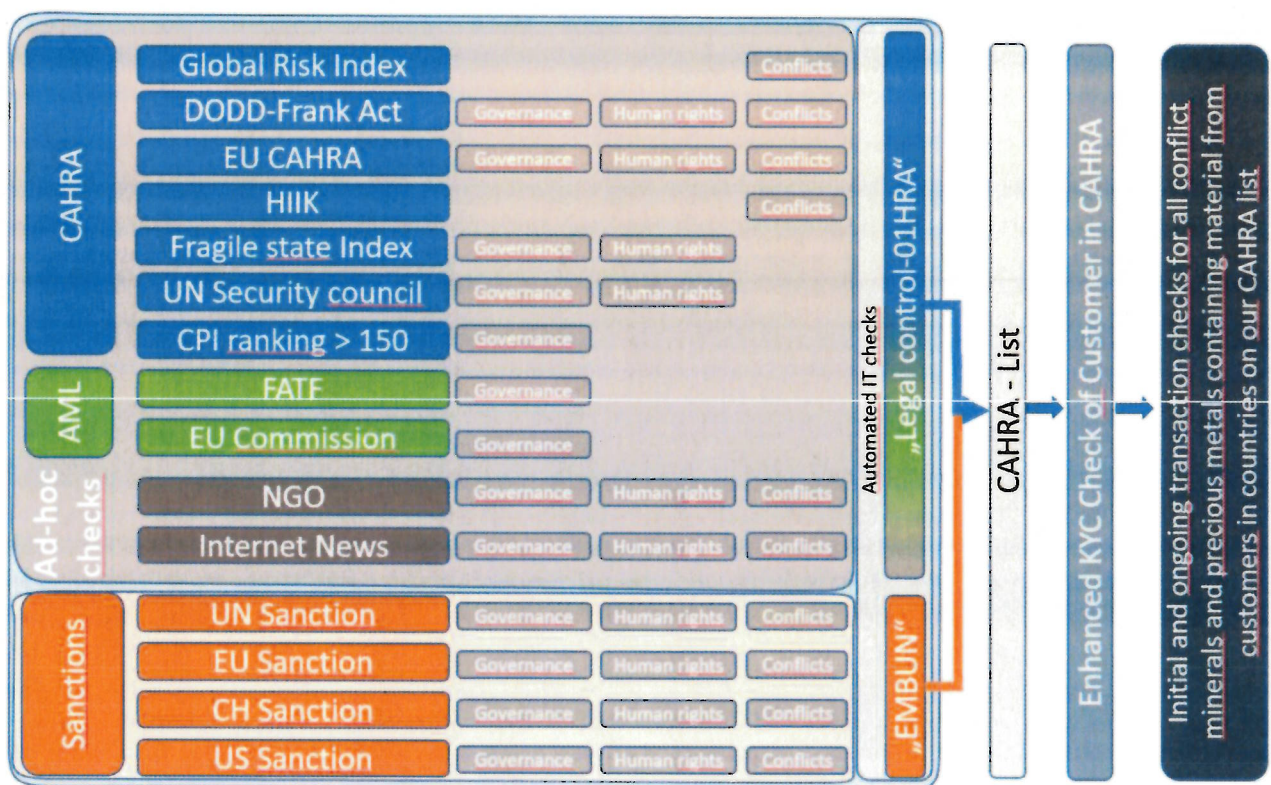 CAHRA
Global Risk Index
Conflicts
DODD-Frank Act
Governance
Human rights
Conflicts
EU CAHRA
Governance
Human rights
Conflicts
HIIK
Conflicts
Fragile state Index
Governance
Human rights
UN Security council
Governance
Human rights
CPI ranking > 150
Governance
AML
FATF
Governance
EU Commission
Governance
Ad-hoc
checks
NGO
Governance
Human rights
Conflicts
Internet News
Governance
Human rights
Conflicts
Sanctions
UN Sanction
Governance
Human rights
Conflicts
EU Sanction
Governance
Human rights
Conflicts
CH Sanction
Governance
Human rights
Conflicts
US Sanction
Governance
Human rights
Conflicts
Automated IT checks
„Legal control-01HRA“
„EMBUN“
CAHRA - List
Enhanced KYC Check of Customer in CAHRA
Initial and ongoing transaction checks for all conflict
minerals and precious metals containing material from
customers in countries on our CAHRA list